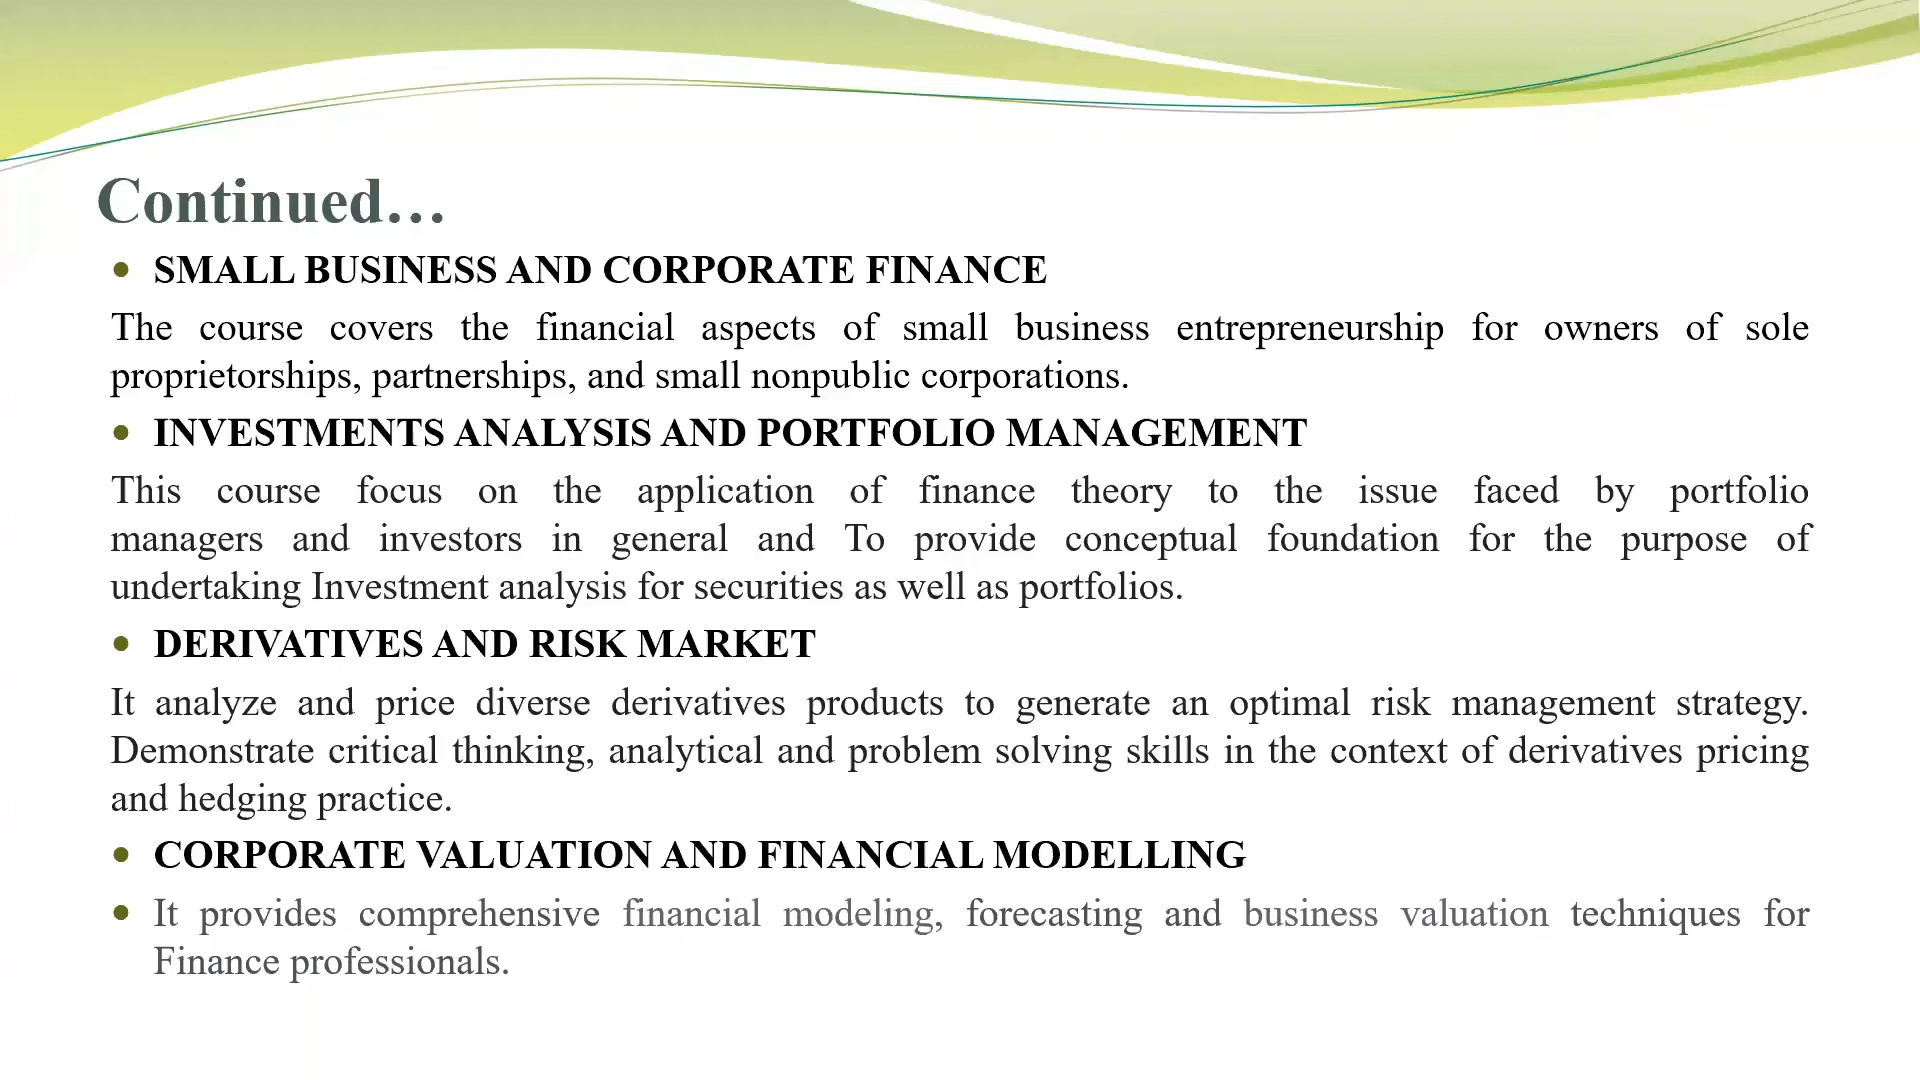 Continued…
• SMALL BUSINESS AND CORPORATE FINANCE
The course covers the financial aspects of small business entrepreneurship for owners of sole
proprietorships, partnerships, and small nonpublic corporations.
• INVESTMENTS ANALYSIS AND PORTFOLIO MANAGEMENT
This course focus on the application of finance theory to the issue faced by portfolio
managers and investors in general and To provide conceptual foundation for the purpose of
undertaking Investment analysis for securities as well as portfolios.
• DERIVATIVES AND RISK MARKET
It analyze and price diverse derivatives products to generate an optimal risk management strategy.
Demonstrate critical thinking, analytical and problem solving skills in the context of derivatives pricing
and hedging practice.
• CORPORATE VALUATION AND FINANCIAL MODELLING
• It provides comprehensive financial modeling, forecasting and business valuation techniques for
Finance professionals.